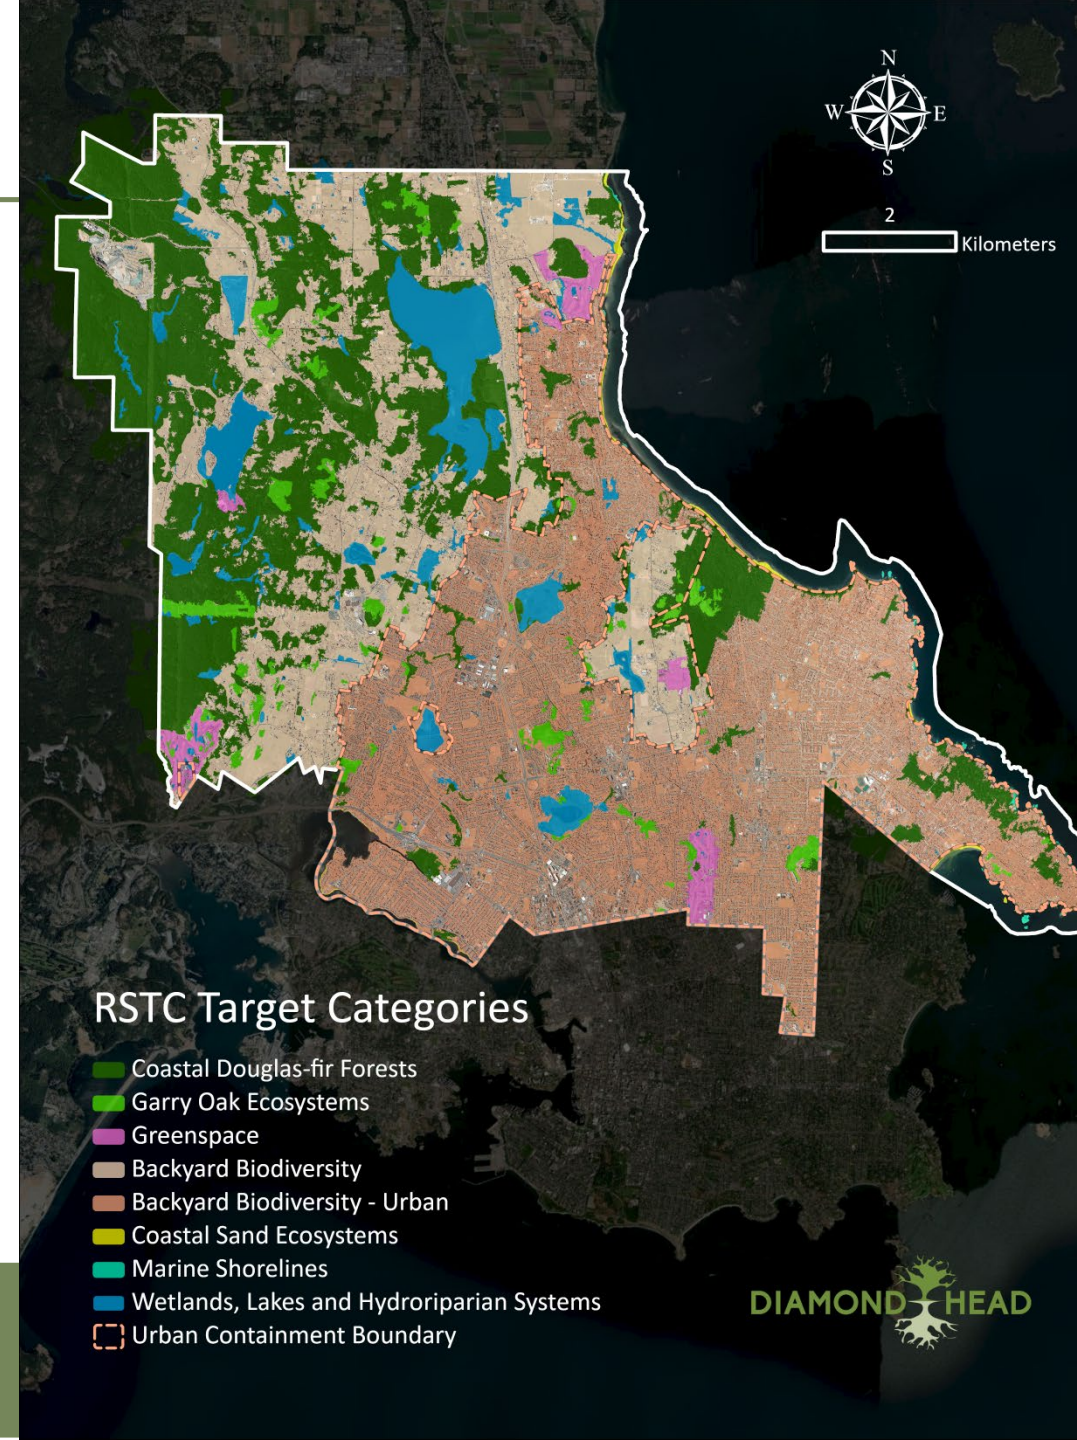 N
W E
S
2
Kilometers
RSTC Target Categories
Coastal Douglas-fir Forests
Garry Oak Ecosystems
Greenspace
Backyard Biodiversity
Backyard Biodiversity - Urban
Coastal Sand Ecosystems
Marine Shorelines
Wetlands, Lakes and Hydroriparian Systems
Urban Containment Boundary
DIAMOND HEAD